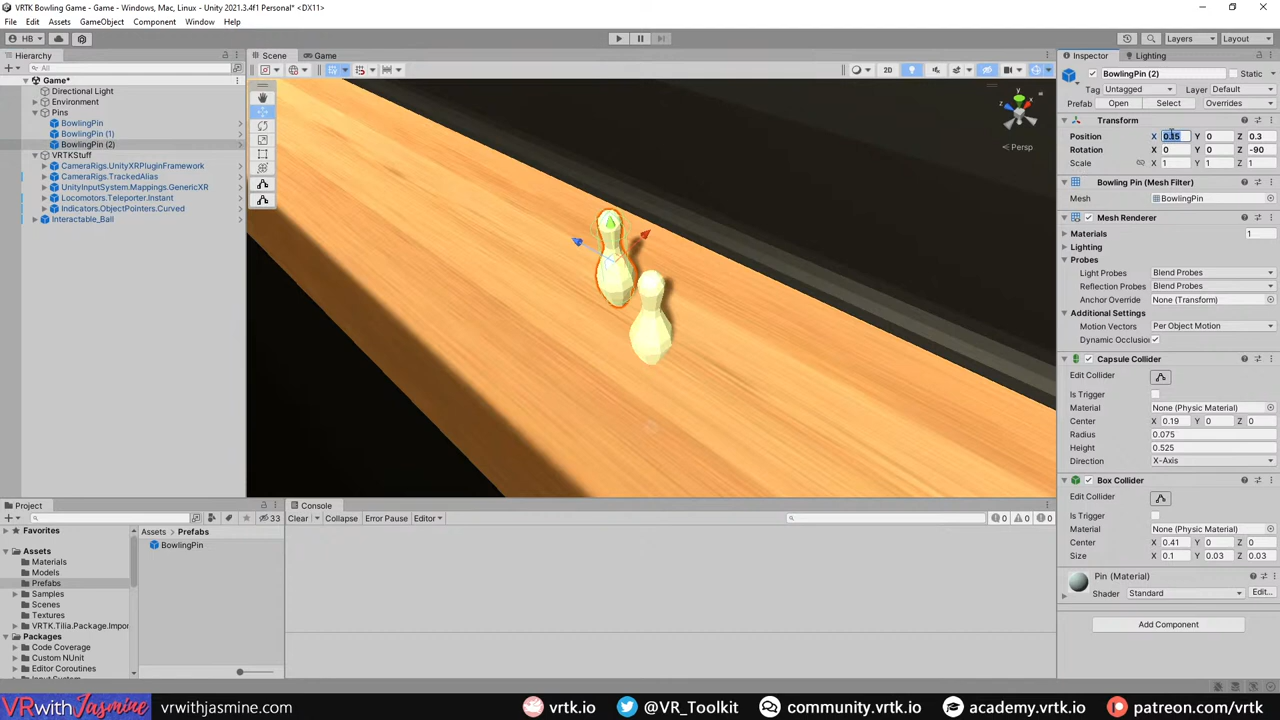 VRTK Bowling Game - Game - Windows, Mac, Linux - Unity 2021.3.4f1 Personal* <DX11>
File Edit Assets GameObject Component Window Help
HB Layers Layout
Hierarchy
All
Game*
Directional Light
Environment
Pins
BowlingPin
BowlingPin (1)
BowlingPin (2)
VRTKStuff
CameraRigs.UnityXRPluginFramework
CameraRigs.TrackedAlias
UnityInputSystem.Mappings.GenericXR
Locomotors.Teleporter.Instant
Indicators.ObjectPointers.Curved
Interactable_Ball
Scene Game
2D
y
x
z
Persp
Inspector Lighting
BowlingPin (2) Static
Tag Untagged Layer Default
Prefab Open Select Overrides
Transform
Position X 0.15 Y 0 Z 0.3
Rotation X 0 Y 0 Z -90
Scale X 1 Y 1 Z 1
Bowling Pin (Mesh Filter)
Mesh BowlingPin
Mesh Renderer
Materials 1
Lighting
Probes
Light Probes Blend Probes
Reflection Probes Blend Probes
Anchor Override None (Transform)
Additional Settings
Motion Vectors Per Object Motion
Dynamic Occlusion
Capsule Collider
Edit Collider
Is Trigger
Material None (Physic Material)
Center X 0.19 Y 0 Z 0
Radius 0.075
Height 0.525
Direction X-Axis
Box Collider
Edit Collider
Is Trigger
Material None (Physic Material)
Center X 0.41 Y 0 Z 0
Size X 0.1 Y 0.03 Z 0.03
Pin (Material)
Shader Standard Edit...
Add Component
Project
33
Favorites
Assets
Materials
Models
Prefabs
Samples
Scenes
Textures
VRTK.Tilia.Package.Impor
Packages
Code Coverage
Custom NUnit
Editor Coroutines
Assets Prefabs
BowlingPin
Console
Clear Collapse Error Pause Editor 0 0 0
VRwithJasmine vrwithjasmine.com vrtk.io @VR_Toolkit community.vrtk.io academy.vrtk.io patreon.com/vrtk